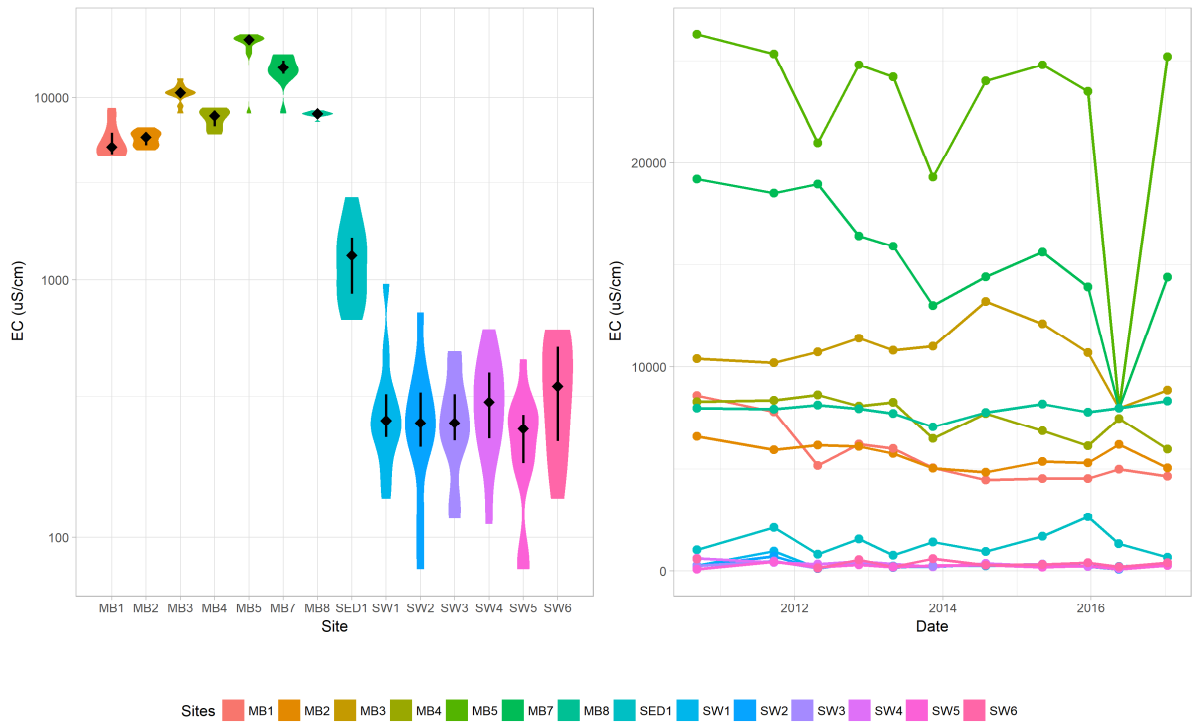 10000
1000
100
EC (uS/cm)
MB1 MB2 MB3 MB4 MB5 MB7 MB8 SED1 SW1 SW2 SW3 SW4 SW5 SW6
Site
20000
10000
0
EC (uS/cm)
2012 2014 2016
Date
Sites MB1 MB2 MB3 MB4 MB5 MB7 MB8 SED1 SW1 SW2 SW3 SW4 SW5 SW6